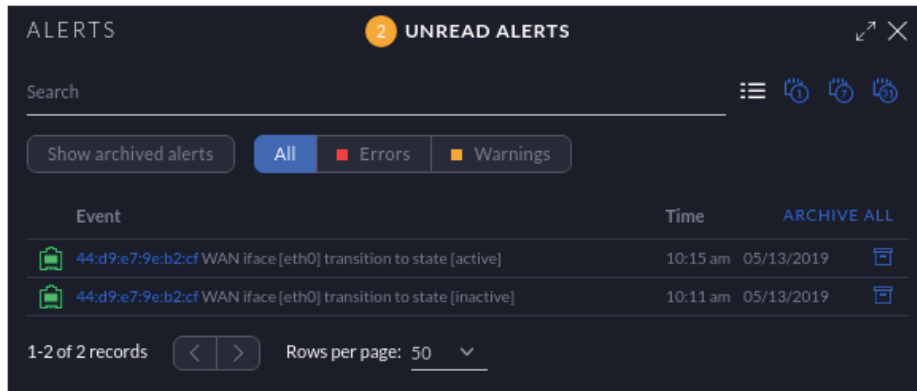 ALERTS 2 UNREAD ALERTS
Search 1 7 31
Show archived alerts All Errors Warnings
Event Time ARCHIVE ALL
44:d9:e7:9e:b2:cf WAN iface [eth0] transition to state [active] 10:15 am 05/13/2019
44:d9:e7:9e:b2:cf WAN iface [eth0] transition to state [inactive] 10:11 am 05/13/2019
1-2 of 2 records Rows per page: 50